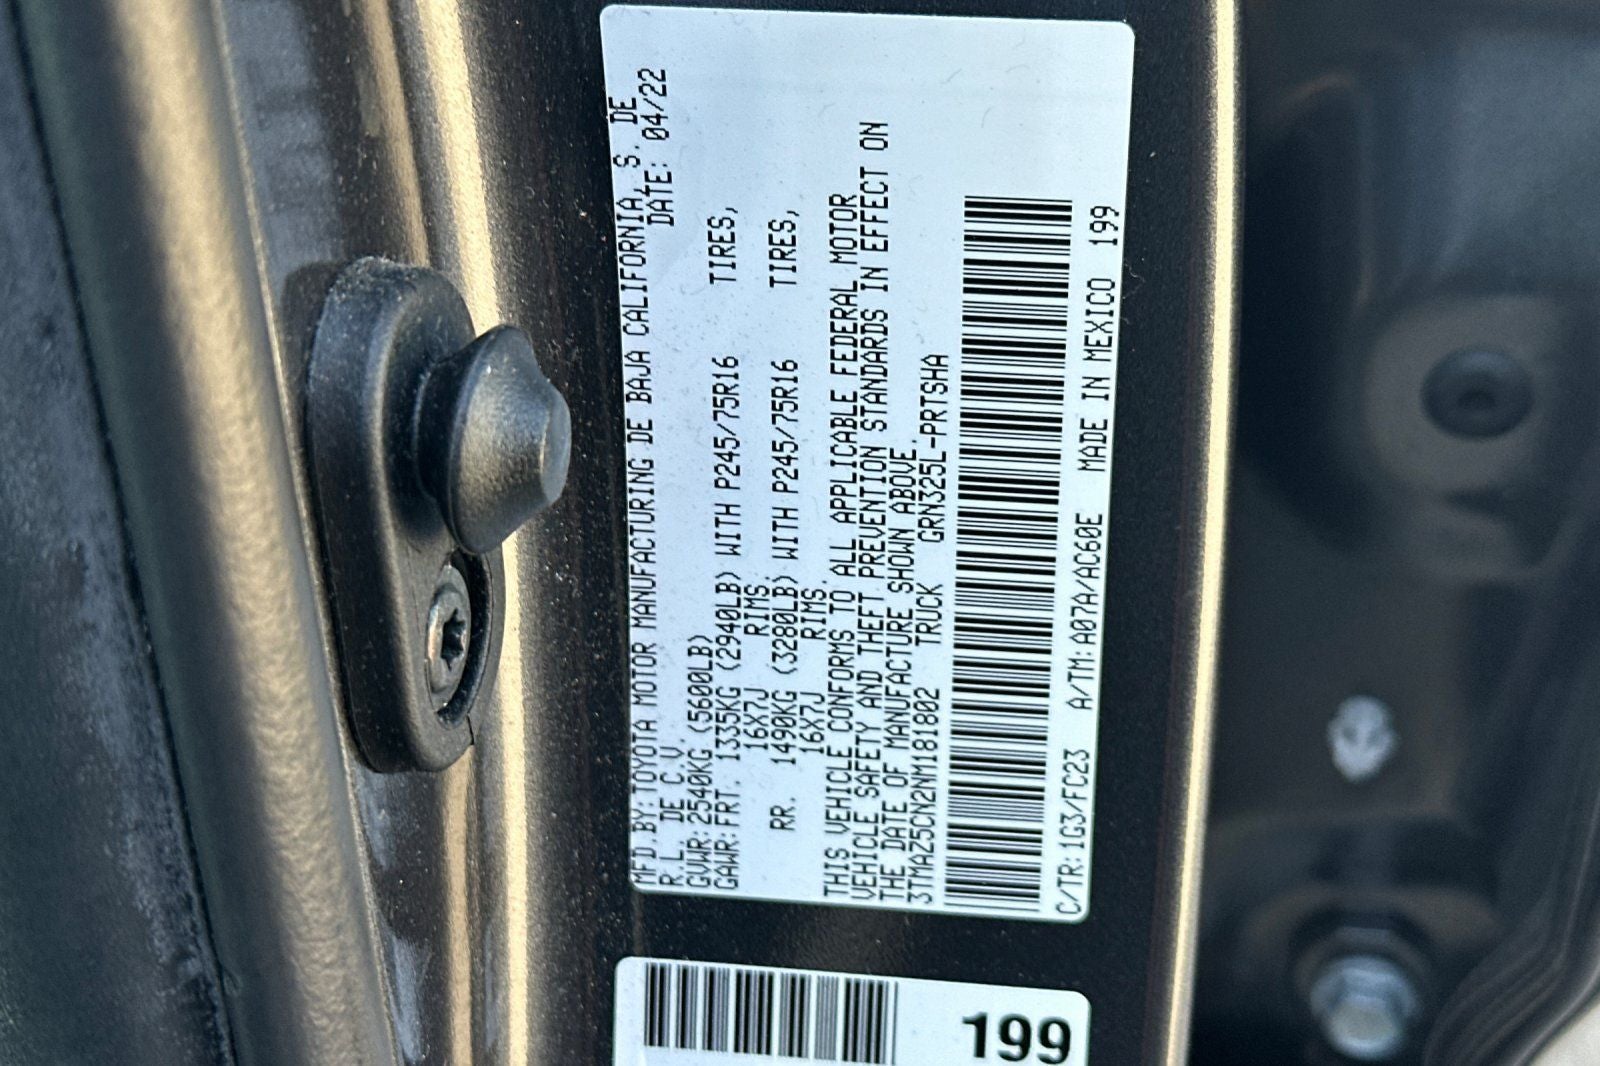 MFD.BY:TOYOTA MOTOR MANUFACTURING DE BAJA CALIFORNIA, S. DE
R.L. DE C.V. DATE: 04/22
GVWR:2540KG (5600LB)
GAWR:FRT. 1335KG (2940LB) WITH P245/75R16 TIRES,
16X7J RIMS.
RR. 1490KG (3280LB) WITH P245/75R16 TIRES,
16X7J RIMS.
THIS VEHICLE CONFORMS TO ALL APPLICABLE FEDERAL MOTOR
VEHICLE SAFETY AND THEFT PREVENTION STANDARDS IN EFFECT ON
THE DATE OF MANUFACTURE SHOWN ABOVE.
3TMAZ5CN2NM181802 TRUCK GRN325L-PRTSHA
C/TR:1G3/FC23 A/TM:A07A/AC60E MADE IN MEXICO 199
199